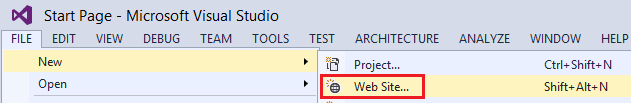 Start Page - Microsoft Visual Studio
FILE EDIT VIEW DEBUG TEAM TOOLS TEST ARCHITECTURE ANALYZE WINDOW HELP
New Project... Ctrl+Shift+N
Open Web Site... Shift+Alt+N